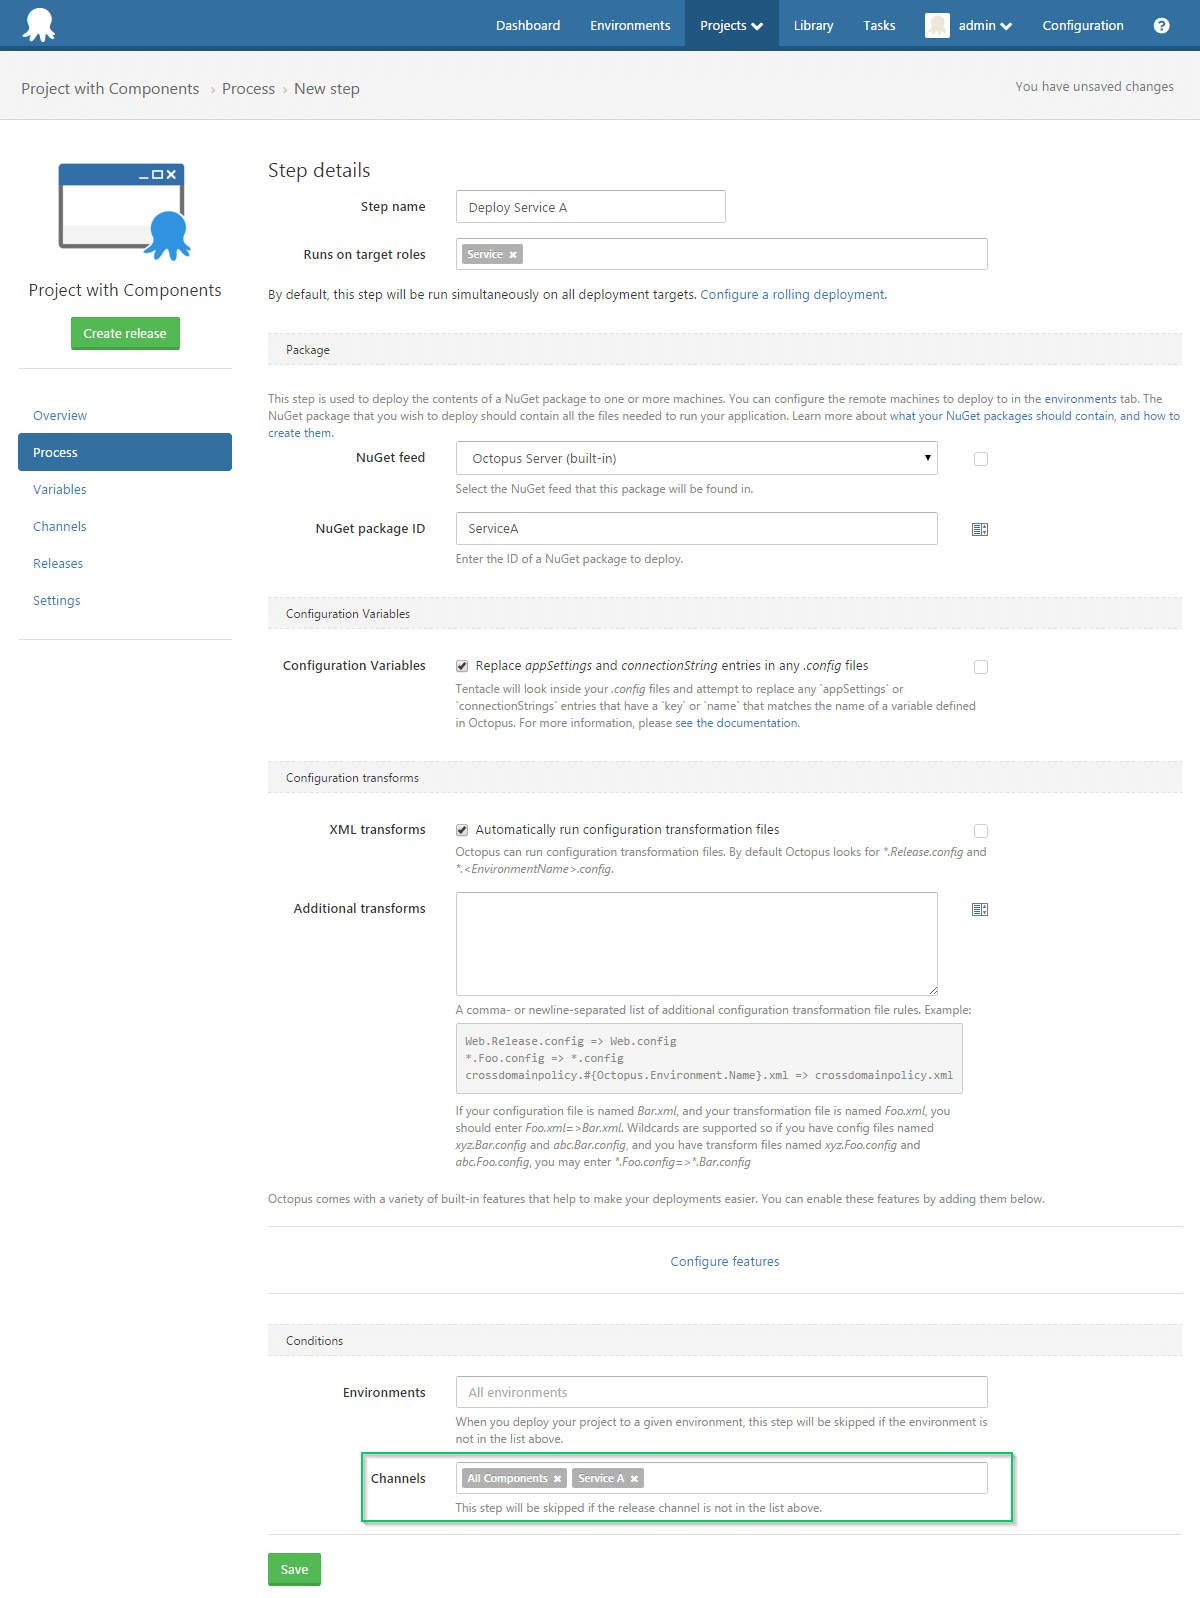 Dashboard Environments Projects Library Tasks admin Configuration ?
Project with Components › Process › New step
You have unsaved changes
Project with Components
Create release
Overview
Process
Variables
Channels
Releases
Settings
Step details
Step name Deploy Service A
Runs on target roles Service ×
By default, this step will be run simultaneously on all deployment targets. Configure a rolling deployment.
Package
This step is used to deploy the contents of a NuGet package to one or more machines. You can configure the remote machines to deploy to in the environments tab. The
NuGet package that you wish to deploy should contain all the files needed to run your application. Learn more about what your NuGet packages should contain, and how to
create them.
NuGet feed Octopus Server (built-in)
Select the NuGet feed that this package will be found in.
NuGet package ID ServiceA
Enter the ID of a NuGet package to deploy.
Configuration Variables
Configuration Variables Replace appSettings and connectionString entries in any .config files
Tentacle will look inside your .config files and attempt to replace any `appSettings` or
`connectionStrings` entries that have a `key` or `name` that matches the name of a variable defined
in Octopus. For more information, please see the documentation.
Configuration transforms
XML transforms Automatically run configuration transformation files
Octopus can run configuration transformation files. By default Octopus looks for *.Release.config and
*.<EnvironmentName>.config.
Additional transforms
A comma- or newline-separated list of additional configuration transformation file rules. Example:
Web.Release.config => Web.config
*.Foo.config => *.config
crossdomainpolicy.#{Octopus.Environment.Name}.xml => crossdomainpolicy.xml
If your configuration file is named Bar.xml, and your transformation file is named Foo.xml, you
should enter Foo.xml=>Bar.xml. Wildcards are supported so if you have config files named
xyz.Bar.config and abc.Bar.config, and you have transform files named xyz.Foo.config and
abc.Foo.config, you may enter *.Foo.config=>*.Bar.config
Octopus comes with a variety of built-in features that help to make your deployments easier. You can enable these features by adding them below.
Configure features
Conditions
Environments All environments
When you deploy your project to a given environment, this step will be skipped if the environment is
not in the list above.
Channels All Components × Service A ×
This step will be skipped if the release channel is not in the list above.
Save